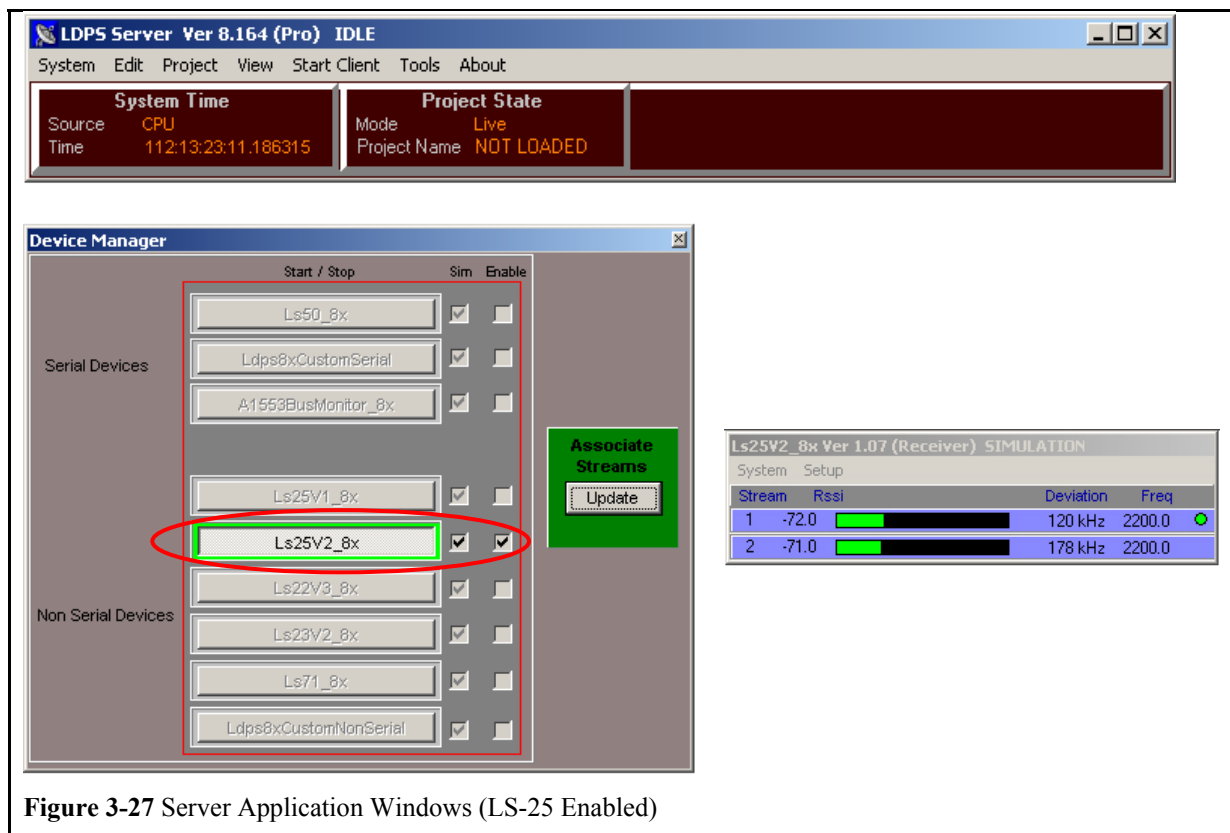 LDPS Server Ver 8.164 (Pro) IDLE
System Edit Project View Start Client Tools About
System Time
Source CPU
Time 112:13:23:11.186315
Project State
Mode Live
Project Name NOT LOADED
Device Manager
Start / Stop Sim Enable
Serial Devices
Ls50_8x
Ldps8xCustomSerial
A1553BusMonitor_8x
Non Serial Devices
Ls25V1_8x
Ls25V2_8x
Ls22V3_8x
Ls23V2_8x
Ls71_8x
Ldps8xCustomNonSerial
Associate
Streams
Update
Ls25V2_8x Ver 1.07 (Receiver) SIMULATION
System Setup
Stream Rssi Deviation Freq
1 -72.0 120 kHz 2200.0
2 -71.0 178 kHz 2200.0
Figure 3-27 Server Application Windows (LS-25 Enabled)